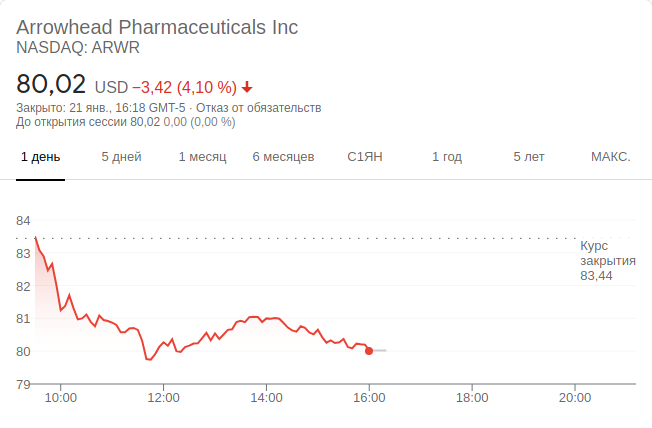 Arrowhead Pharmaceuticals Inc
NASDAQ: ARWR
80,02 USD −3,42 (4,10 %)
Закрыто: 21 янв., 16:18 GMT-5 · Отказ от обязательств
До открытия сессии 80,02 0,00 (0,00 %)
1 день 5 дней 1 месяц 6 месяцев С1ЯН 1 год 5 лет МАКС.
84
Курс
закрытия
83,44
83
82
81
80
79
10:00 12:00 14:00 16:00 18:00 20:00